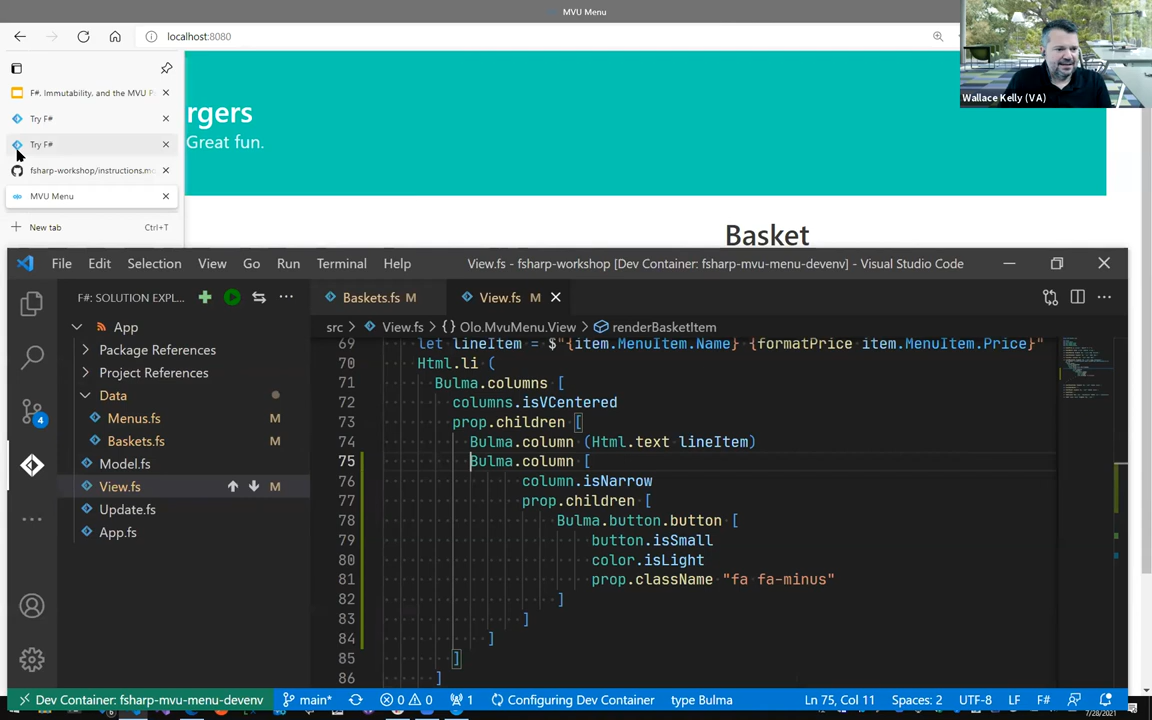 MVU Menu
localhost:8080
F#. Immutability, and the MVU P
Try F#
Try F#
fsharp-workshop/instructions.m
MVU Menu
New tab
Ctrl+T
rgers
Great fun.
Basket
Wallace Kelly (VA)
File Edit Selection View Go Run Terminal Help
View.fs - fsharp-workshop [Dev Container: fsharp-mvu-menu-devenv] - Visual Studio Code
F#: SOLUTION EXPL...
Baskets.fs M
View.fs M
App
Package References
Project References
Data
Menus.fs M
Baskets.fs M
Model.fs
View.fs M
Update.fs
App.fs
4
src > View.fs > {} Olo.MvuMenu.View > renderBasketItem
69 let lineItem = $"{item.MenuItem.Name} {formatPrice item.MenuItem.Price}"
70 Html.li (
71 Bulma.columns [
72 columns.isVCentered
73 prop.children [
74 Bulma.column (Html.text lineItem)
75 Bulma.column [
76 column.isNarrow
77 prop.children [
78 Bulma.button.button [
79 button.isSmall
80 color.isLight
81 prop.className "fa fa-minus"
82 ]
83 ]
84 ]
85 ]
86 ]
Dev Container: fsharp-mvu-menu-devenv
main*
0 0
1
Configuring Dev Container
type Bulma
Ln 75, Col 11
Spaces: 2
UTF-8
LF
F#
7/28/2021